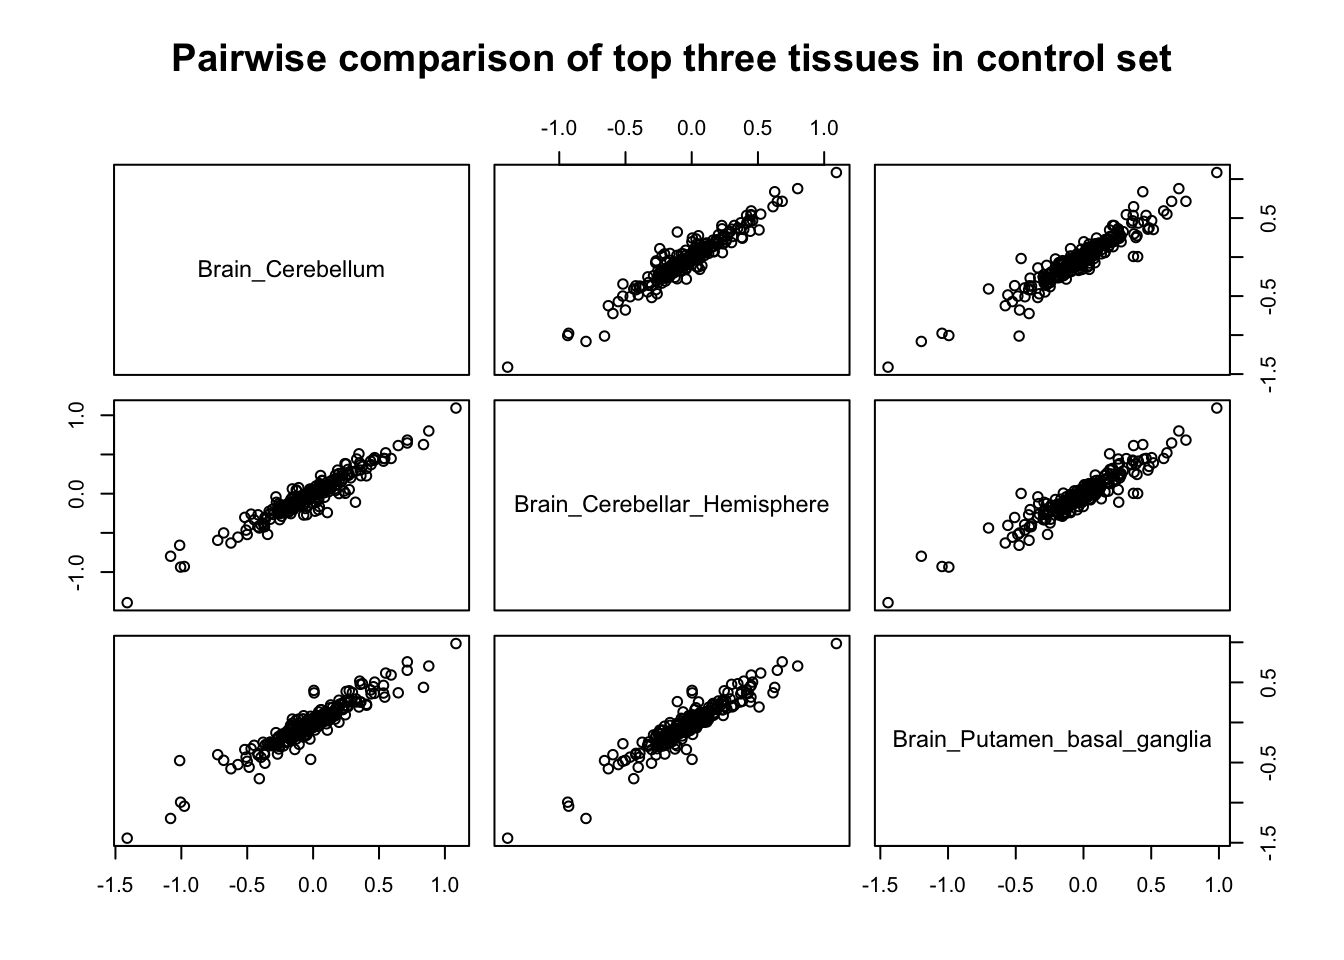 Pairwise comparison of top three tissues in control set
-1.0 -0.5 0.0 0.5 1.0
Brain_Cerebellum
0.5
-0.5
-1.5
1.0
0.0
-1.0
Brain_Cerebellar_Hemisphere
Brain_Putamen_basal_ganglia
0.5
-0.5
-1.5
-1.5 -1.0 -0.5 0.0 0.5 1.0
-1.5 -1.0 -0.5 0.0 0.5 1.0